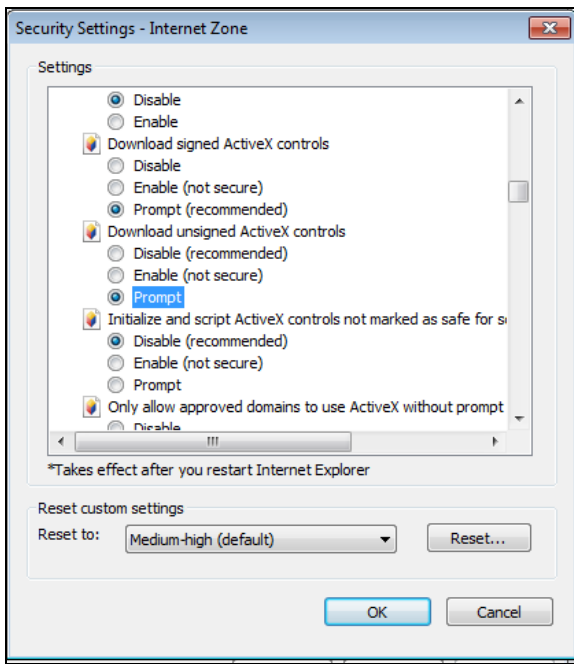 Security Settings - Internet Zone
Settings
Disable
Enable
Download signed ActiveX controls
Disable
Enable (not secure)
Prompt (recommended)
Download unsigned ActiveX controls
Disable (recommended)
Enable (not secure)
Prompt
Initialize and script ActiveX controls not marked as safe for
Disable (recommended)
Enable (not secure)
Prompt
Only allow approved domains to use ActiveX without prompt
Disable
*Takes effect after you restart Internet Explorer
Reset custom settings
Reset to:
Medium-high (default)
Reset...
OK
Cancel